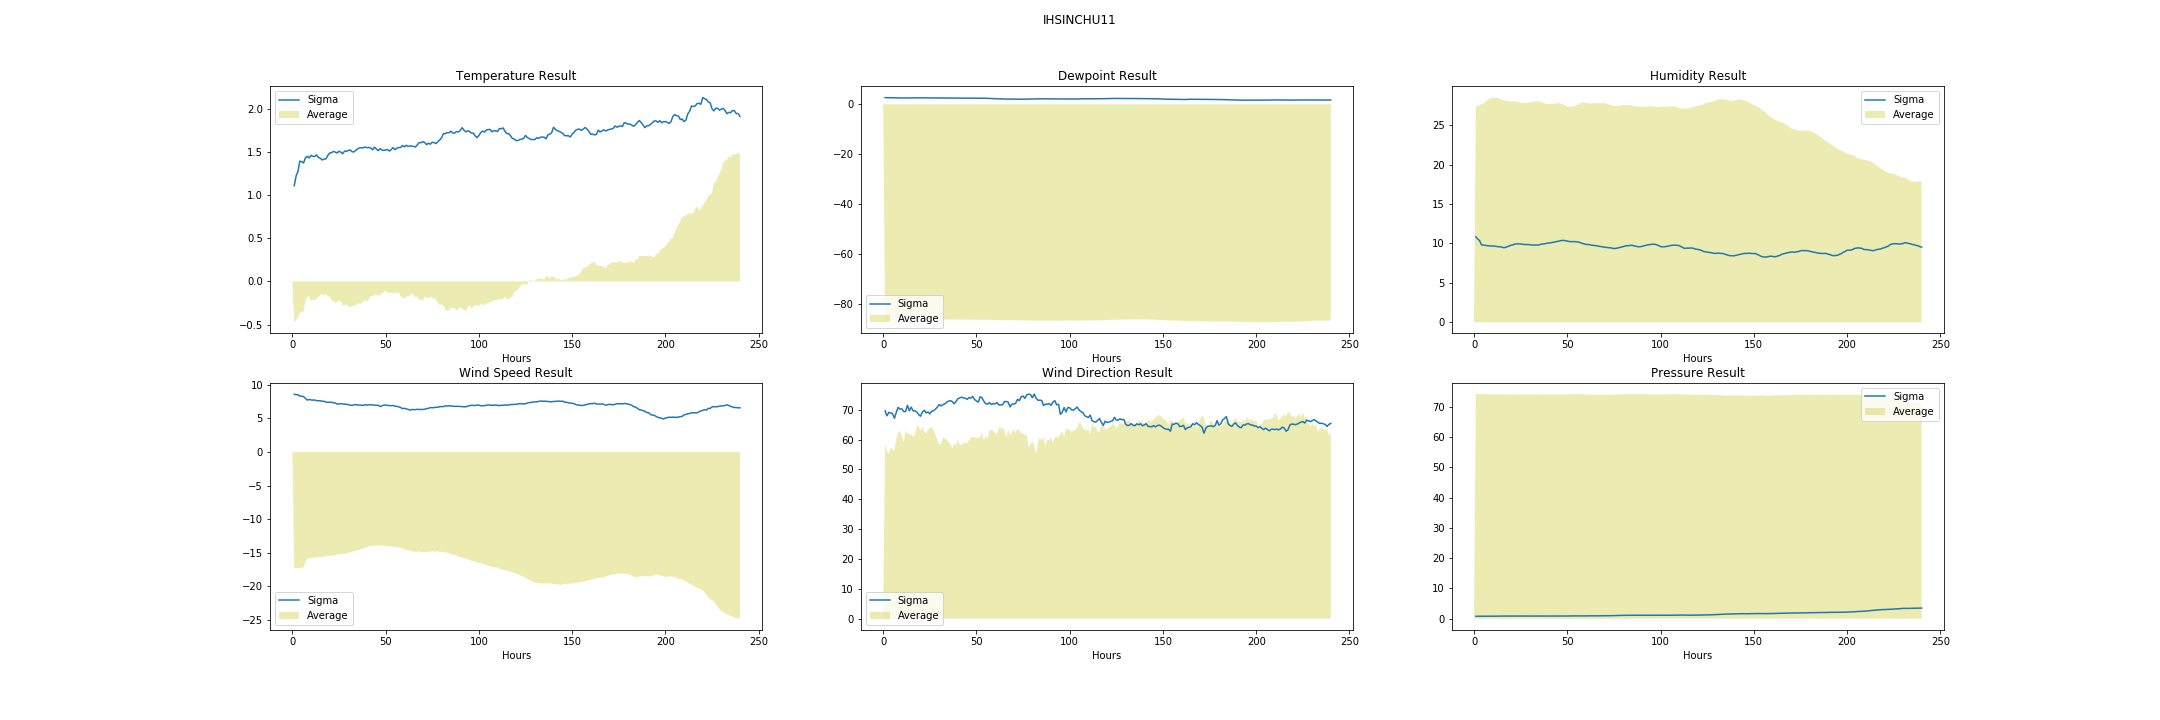 IHSINCHU11
Temperature Result
Sigma
Average
2.0
1.5
1.0
0.5
0.0
−0.5
0 50 100 150 200 250
Hours
Dewpoint Result
0
−20
−40
−60
−80
Sigma
Average
0 50 100 150 200 250
Hours
Humidity Result
Sigma
Average
25
20
15
10
5
0
0 50 100 150 200 250
Hours
Wind Speed Result
10
5
0
−5
−10
−15
−20
−25
Sigma
Average
0 50 100 150 200 250
Hours
Wind Direction Result
70
60
50
40
30
20
10
0
Sigma
Average
0 50 100 150 200 250
Hours
Pressure Result
Sigma
Average
70
60
50
40
30
20
10
0
0 50 100 150 200 250
Hours